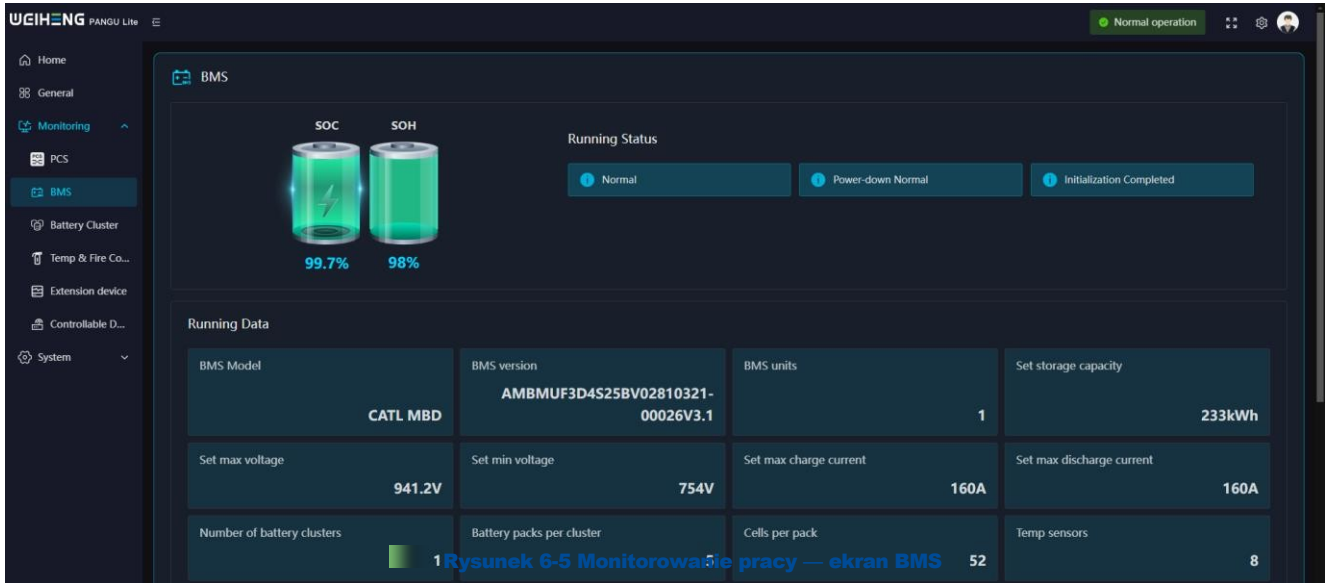 WEIHENG PANGU Lite
Normal operation
Home
General
Monitoring
PCS
BMS
Battery Cluster
Temp & Fire Co...
Extension device
Controllable D...
System
BMS
SOC SOH
99.7% 98%
Running Status
Normal
Power-down Normal
Initialization Completed
Running Data
BMS Model
CATL MBD
BMS version
AMBMUF3D4S25BV02810321-
00026V3.1
BMS units
1
Set storage capacity
233kWh
Set max voltage
941.2V
Set min voltage
754V
Set max charge current
160A
Set max discharge current
160A
Number of battery clusters
1
Battery packs per cluster
5
Cells per pack
52
Temp sensors
8
Rysunek 6-5 Monitorowanie pracy — ekran BMS